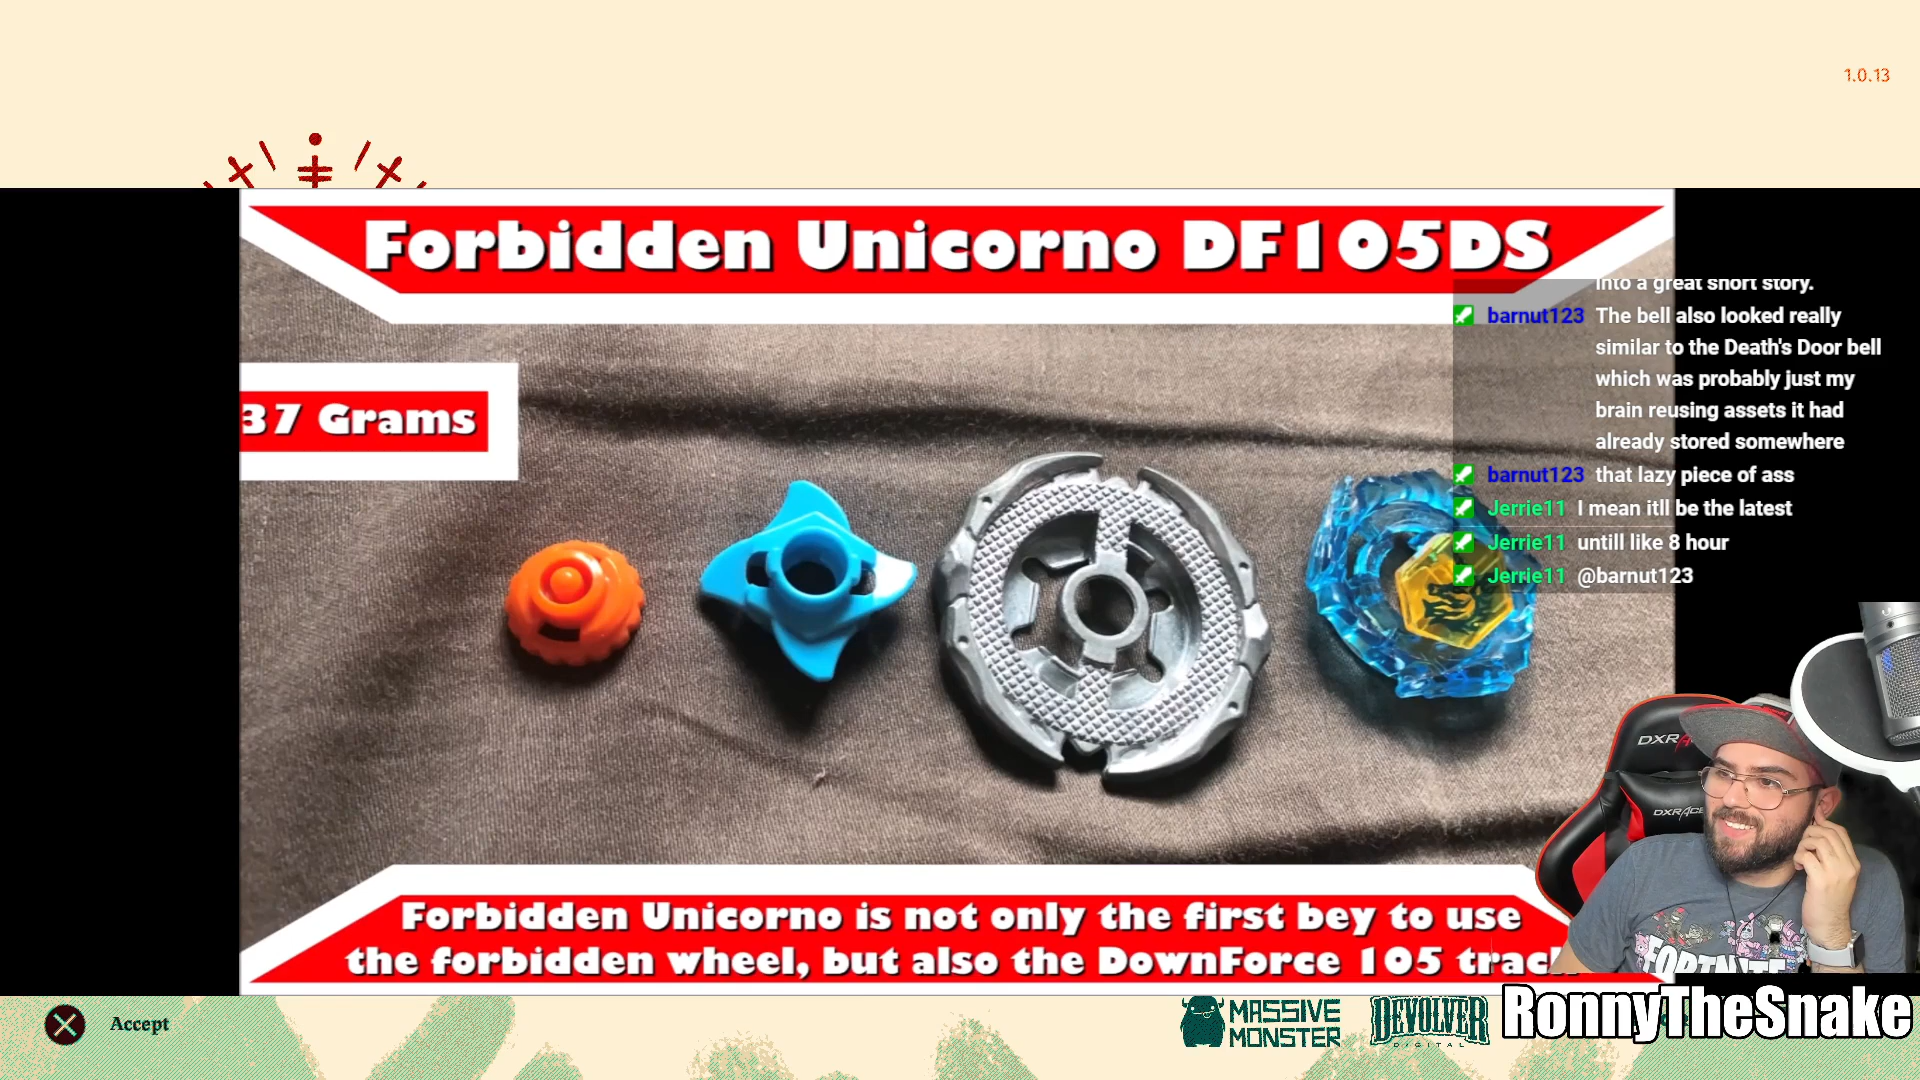 1.0.13
Forbidden Unicorno DF105DS
into a great short story.
barnut123 The bell also looked really
similar to the Death's Door bell
which was probably just my
brain reusing assets it had
already stored somewhere
barnut123 that lazy piece of ass
Jerrie11 I mean itll be the latest
untill like 8 hour
Jerrie11 @barnut123
37 Grams
DXRACER
FORTNITE
Forbidden Unicorno is not only the first bey to use
the forbidden wheel, but also the DownForce 105 track
Accept
MASSIVE
MONSTER
DEVOLVER
DIGITAL
RonnyTheSnake